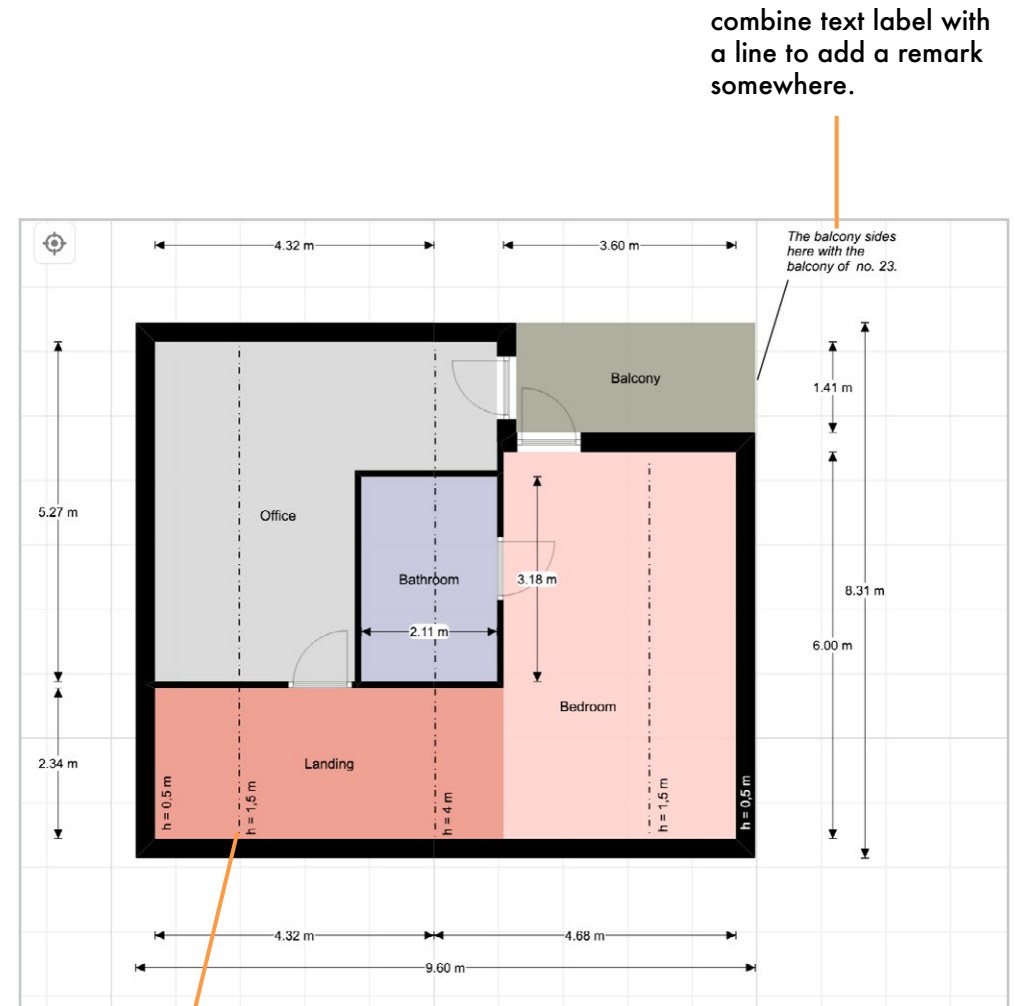 combine text label with
a line to add a remark
somewhere.
4.32 m
3.60 m
The balcony sides
here with the
balcony of  no. 23.
Balcony
1.41 m
5.27 m
Office
Bathroom
3.18 m
8.31 m
2.11 m
6.00 m
Bedroom
2.34 m
Landing
h = 0,5 m
h = 1,5 m
h = 4 m
h = 1,5 m
h = 0,5 m
4.32 m
4.68 m
9.60 m